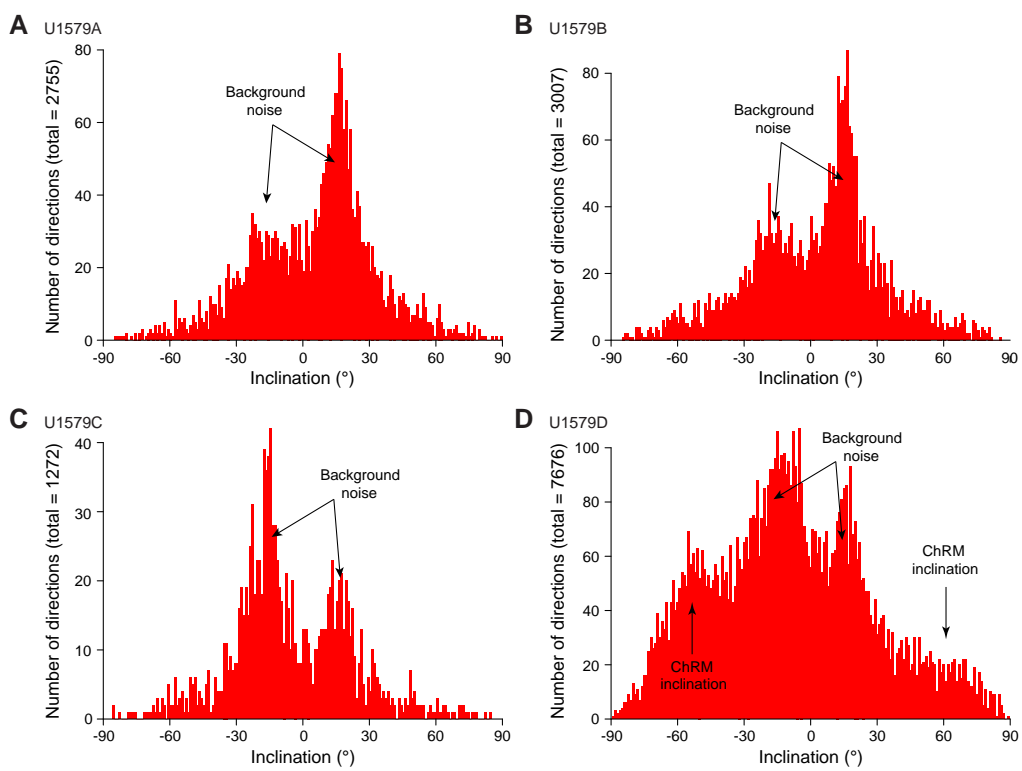 A U1579A
Number of directions (total = 2755)
80
60
40
20
0
Background
noise
-90 -60 -30 0 30 60 90
Inclination (°)
B U1579B
Number of directions (total = 3007)
80
60
40
20
0
Background
noise
-90 -60 -30 0 30 60 90
Inclination (°)
C U1579C
Number of directions (total = 1272)
40
30
20
10
0
Background
noise
-90 -60 -30 0 30 60 90
Inclination (°)
D U1579D
Number of directions (total = 7676)
100
80
60
40
20
0
Background
noise
ChRM
inclination
ChRM
inclination
-90 -60 -30 0 30 60 90
Inclination (°)